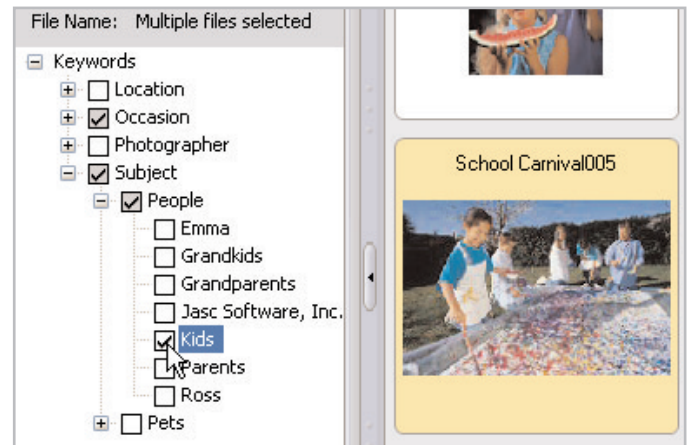 File Name: Multiple files selected
Keywords
Location
Occasion
Photographer
Subject
People
Emma
Grandkids
Grandparents
Jasc Software, Inc.
Kids
Parents
Ross
Pets
School Carnival005